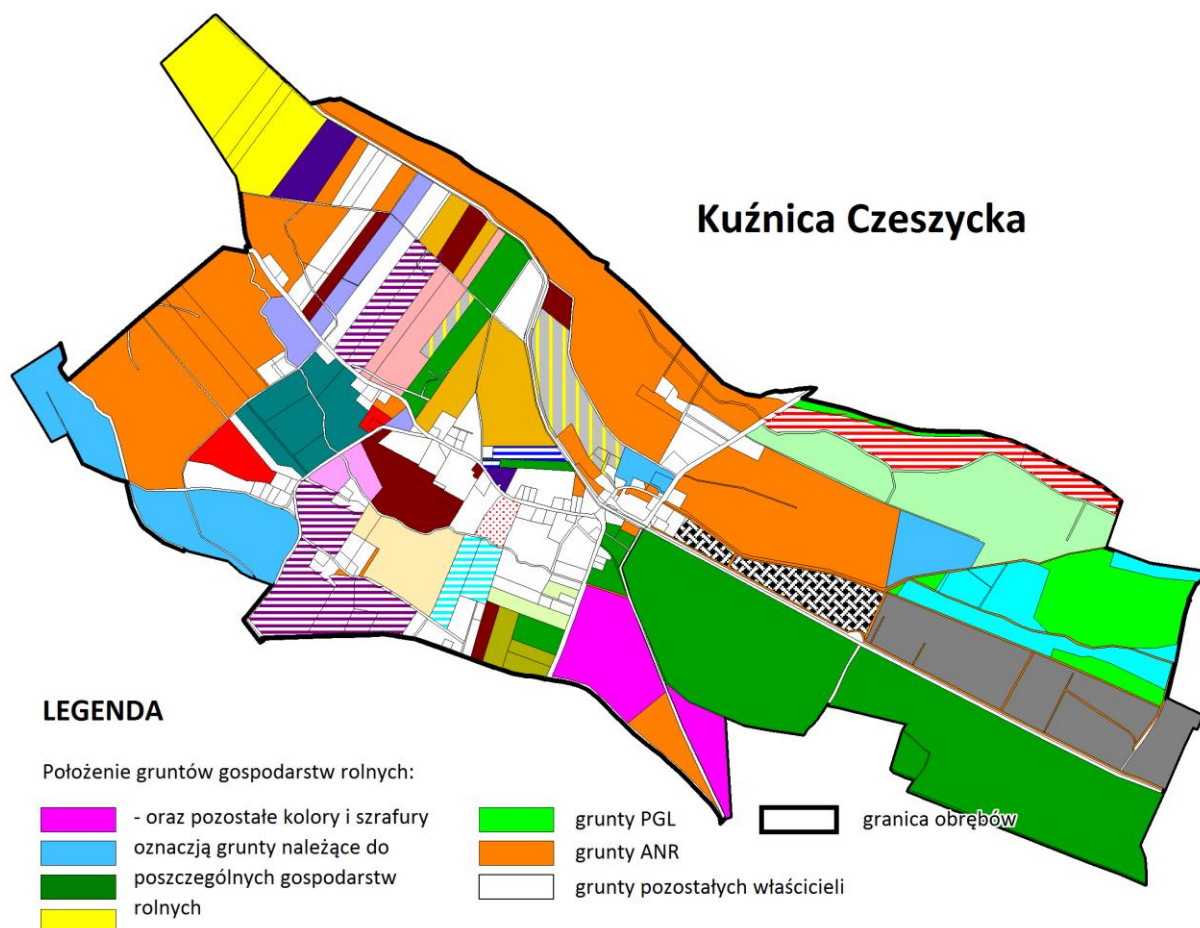 Kuźnica Czeszycka
LEGENDA
Położenie gruntów gospodarstw rolnych:
- oraz pozostałe kolory i szrafury
oznaczją grunty należące do
poszczególnych gospodarstw
rolnych
grunty PGL
grunty ANR
grunty pozostałych właścicieli
granica obrębów